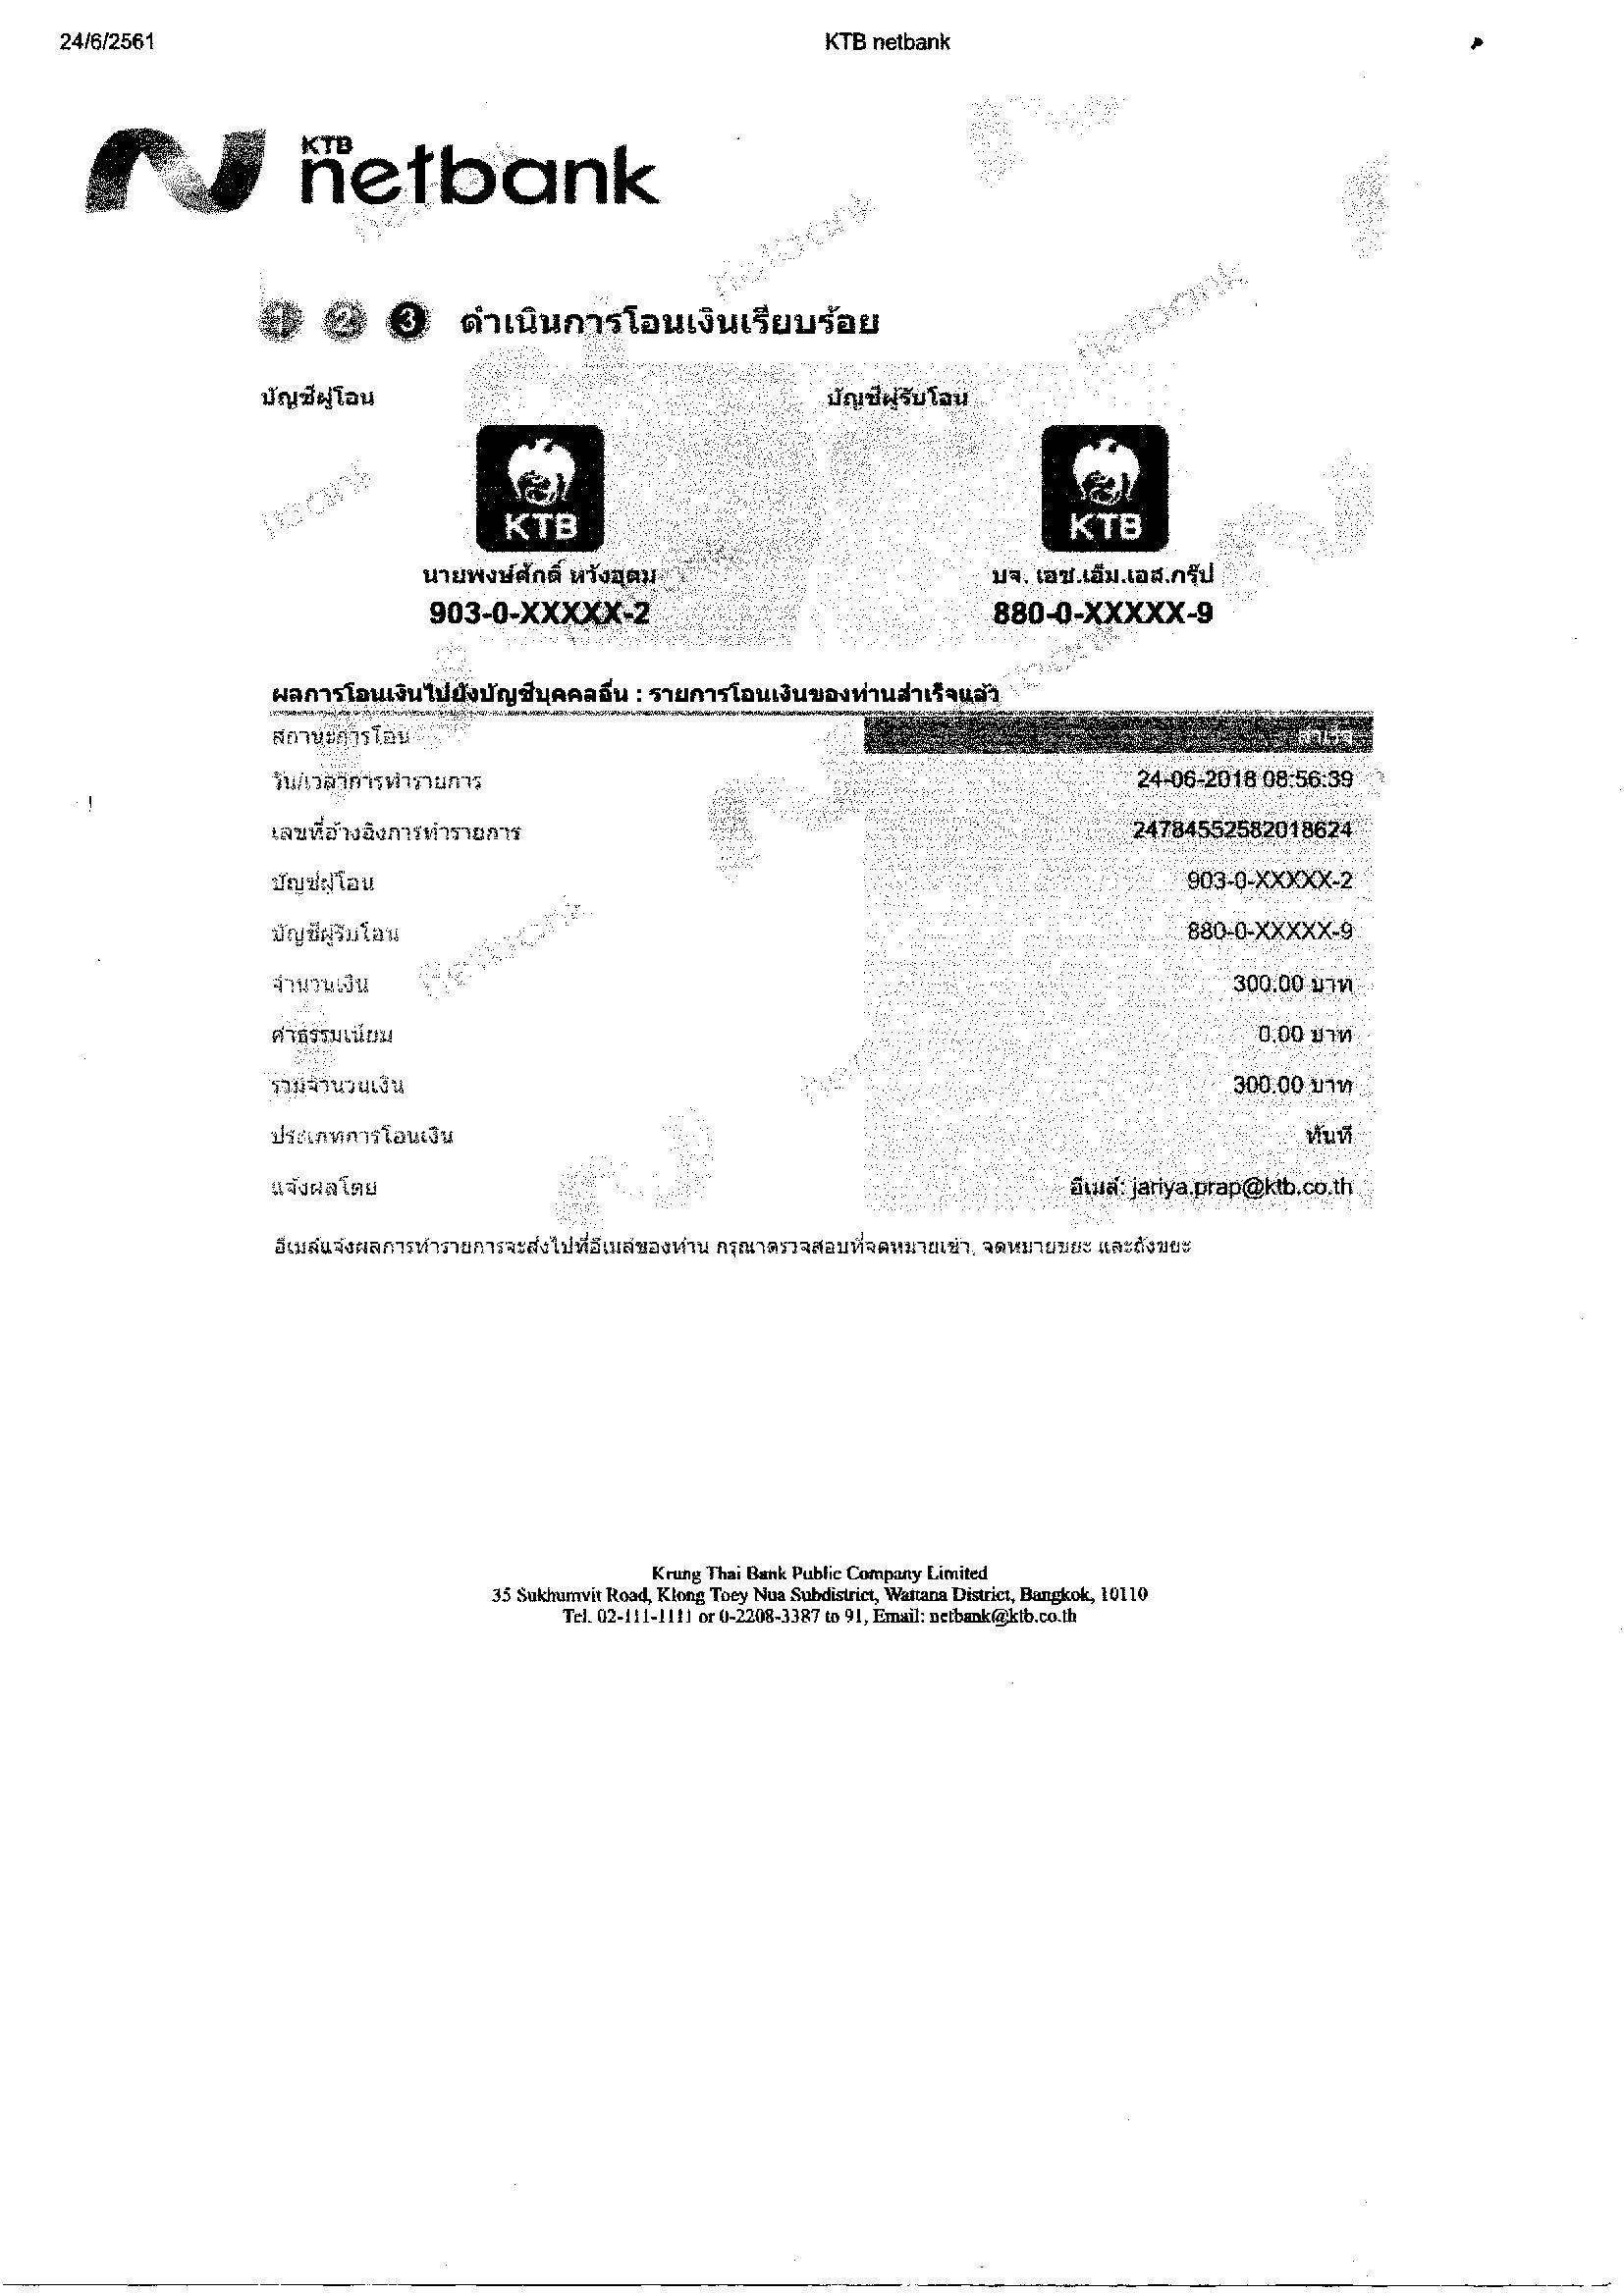 24/6/2561 KTB netbank
KTB
netbank
1 2 3 ดำเนินการโอนเงินเรียบร้อย
บัญชีผู้โอน บัญชีผู้รับโอน
KTB KTB
นายพงษ์ศักดิ์ หวังอุดม บจ. เอช.เอ็ม.เอส.กรุ๊ป
903-0-XXXXX-2 880-0-XXXXX-9
ผลการโอนเงินไปยังบัญชีบุคคลอื่น : รายการโอนเงินของท่านสำเร็จแล้ว
สถานะการโอน สำเร็จ
วัน/เวลาการทำรายการ 24-06-2018 08:56:39
เลขที่อ้างอิงการทำรายการ 24784552582018624
บัญชีผู้โอน 903-0-XXXXX-2
บัญชีผู้รับโอน 880-0-XXXXX-9
จำนวนเงิน 300.00 บาท
ค่าธรรมเนียม 0.00 บาท
รวมจำนวนเงิน 300.00 บาท
ประเภทการโอนเงิน ทันที
แจ้งผลโดย อีเมล์: jariya.prap@ktb.co.th
อีเมล์แจ้งผลการทำรายการจะส่งไปที่อีเมล์ของท่าน กรุณาตรวจสอบที่จดหมายเข้า, จดหมายขยะ และถังขยะ
Krung Thai Bank Public Company Limited
35 Sukhumvit Road, Klong Toey Nua Subdistrict, Wattana District, Bangkok, 10110
Tel. 02-111-1111 or 0-2208-3387 to 91, Email: netbank@ktb.co.th